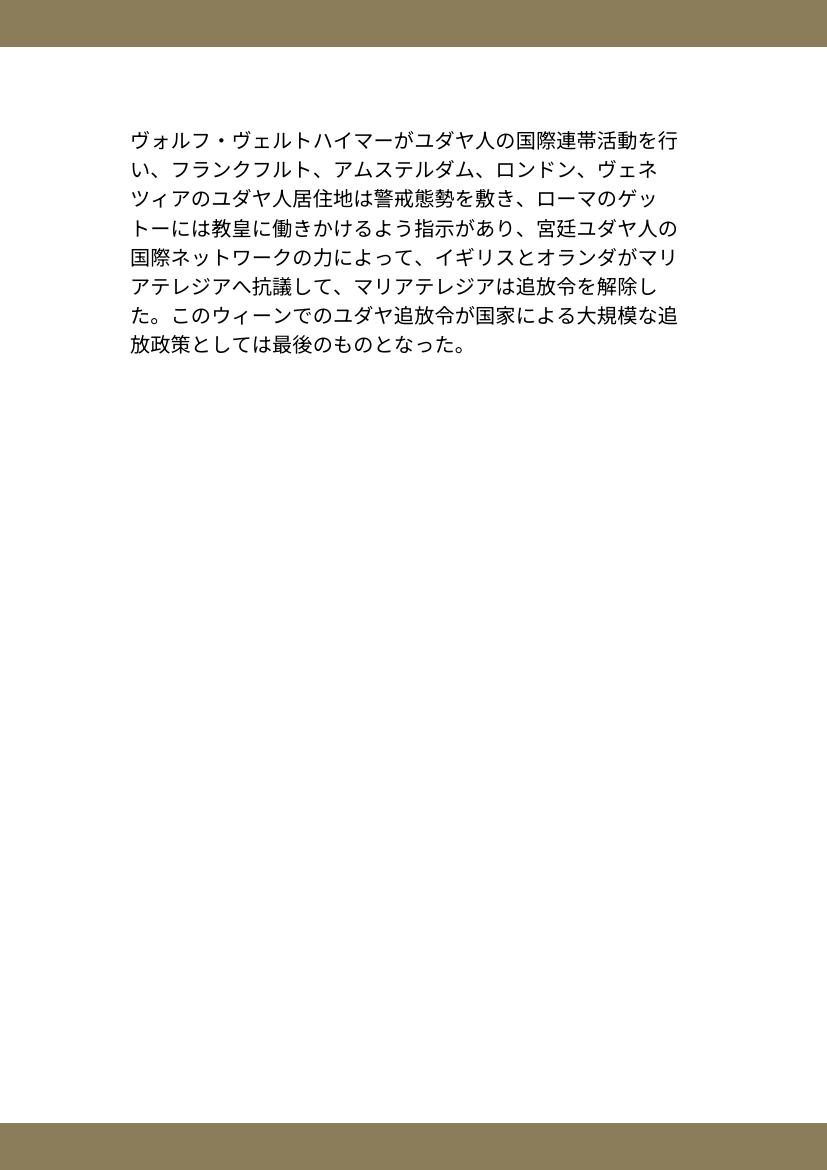 ヴォルフ・ヴェルトハイマーがユダヤ人の国際連帯活動を行
い、フランクフルト、アムステルダム、ロンドン、ヴェネ
ツィアのユダヤ人居住地は警戒態勢を敷き、ローマのゲッ
トーには教皇に働きかけるよう指示があり、宮廷ユダヤ人の
国際ネットワークの力によって、イギリスとオランダがマリ
アテレジアへ抗議して、マリアテレジアは追放令を解除し
た。このウィーンでのユダヤ追放令が国家による大規模な追
放政策としては最後のものとなった。